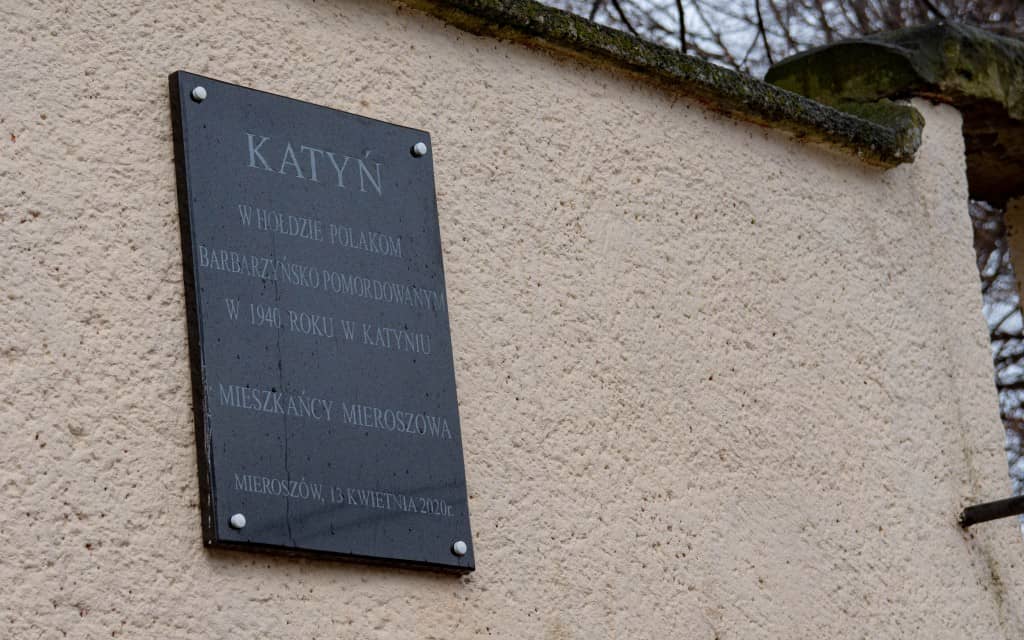 KATYŃ
W HOŁDZIE POLAKOM
BARBARZYŃSKO POMORDOWANYM
W 1940 ROKU W KATYNIU
MIESZKAŃCY MIEROSZOWA
MIEROSZÓW, 13 KWIETNIA 2020r.